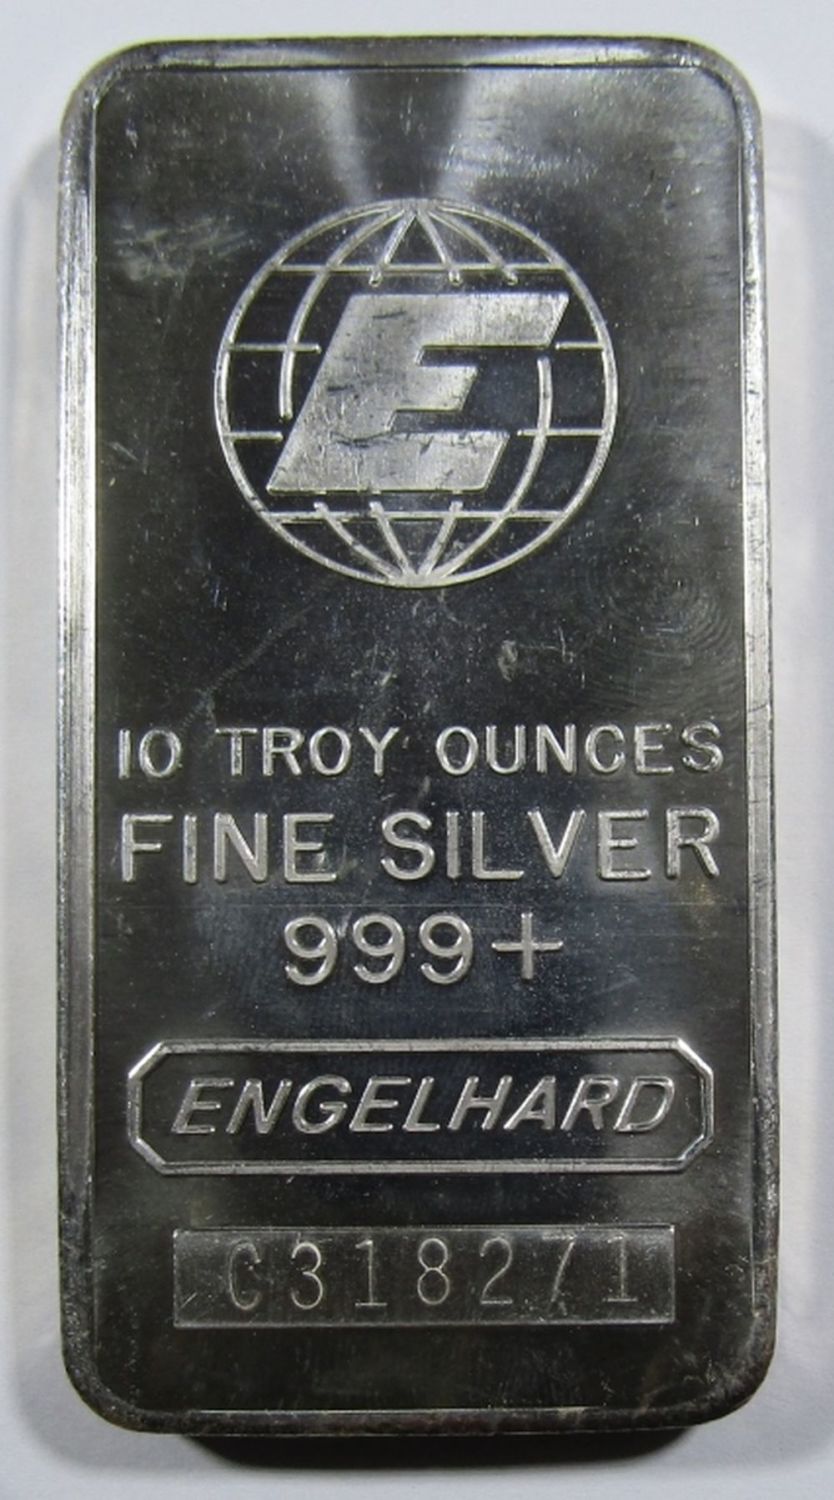 E
10 TROY OUNCES
FINE SILVER
999+
ENGELHARD
C318271